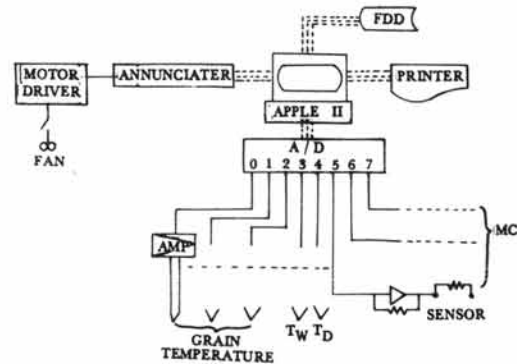 FDD
MOTOR
DRIVER
ANNUNCIATER
PRINTER
APPLE II
FAN
A/D
0 1 2 3 4 5 6 7
AMP
MC
SENSOR
GRAIN
TEMPERATURE
TW TD